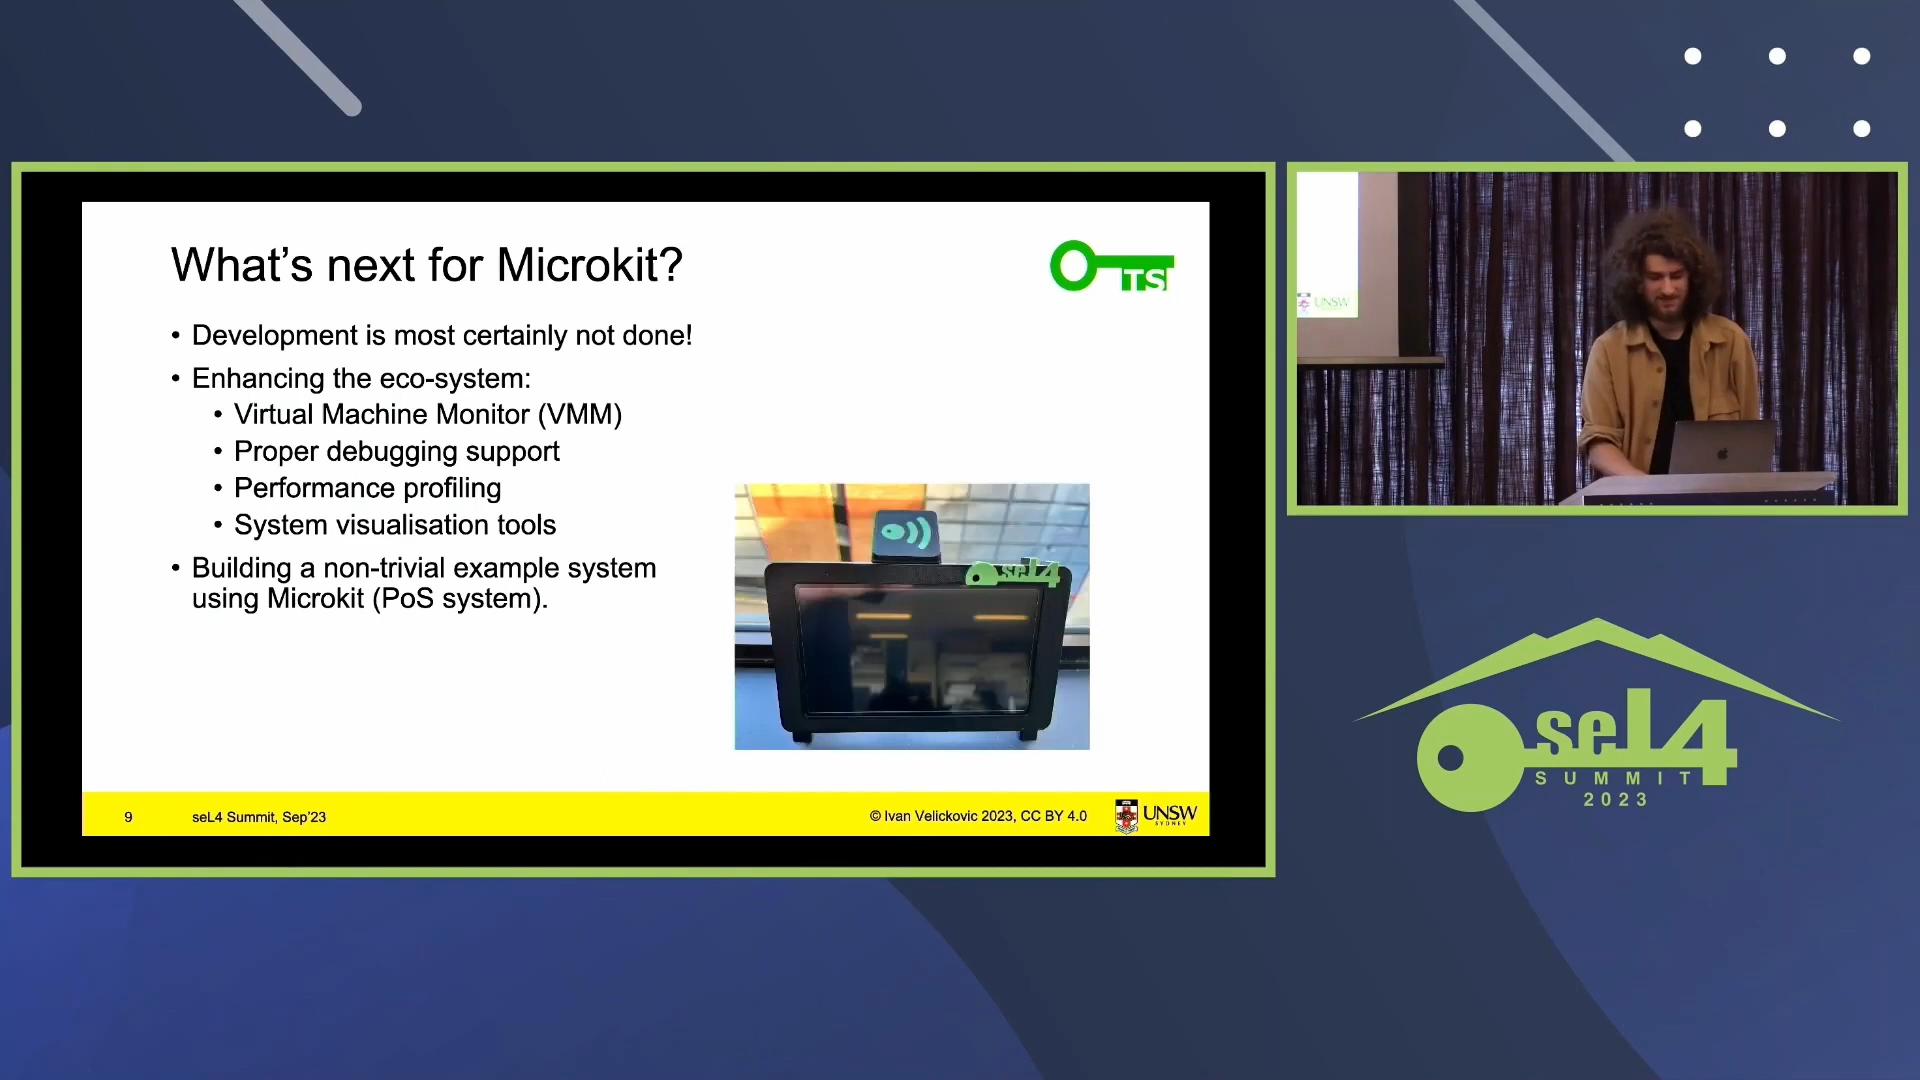 What's next for Microkit?
TS
• Development is most certainly not done!
• Enhancing the eco-system:
• Virtual Machine Monitor (VMM)
• Proper debugging support
• Performance profiling
• System visualisation tools
• Building a non-trivial example system
using Microkit (PoS system).
seL4
9
seL4 Summit, Sep'23
© Ivan Velickovic 2023, CC BY 4.0
UNSW
SYDNEY
UNSW
seL4
SUMMIT
2023